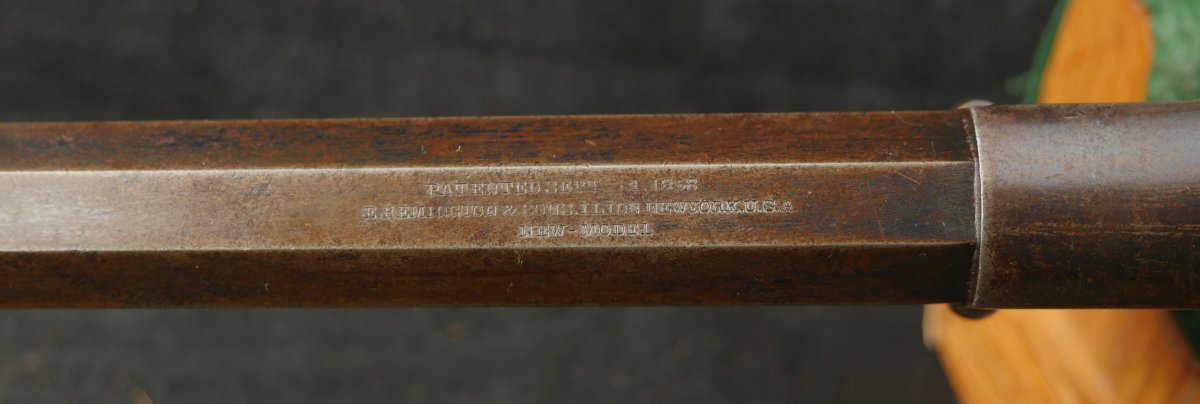 PATENTED SEPT 14 1858
E. REMINGTON & SONS, ILION NEW YORK. U.S.A
NEW-MODEL